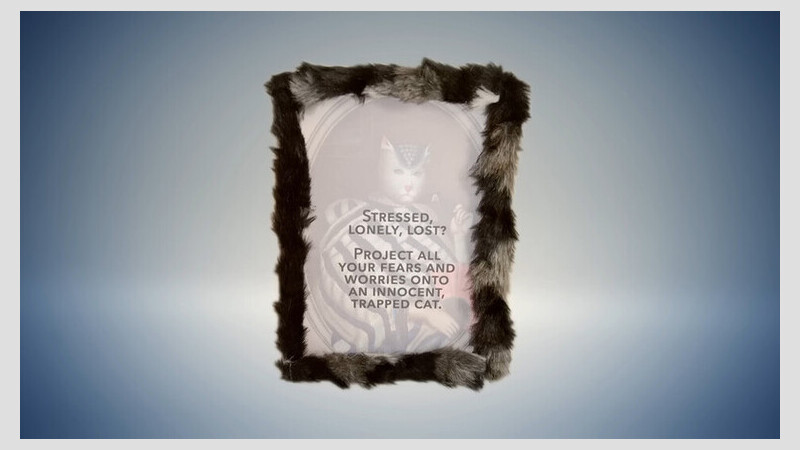 STRESSED,
LONELY, LOST?
PROJECT ALL
YOUR FEARS AND
WORRIES ONTO
AN INNOCENT,
TRAPPED CAT.